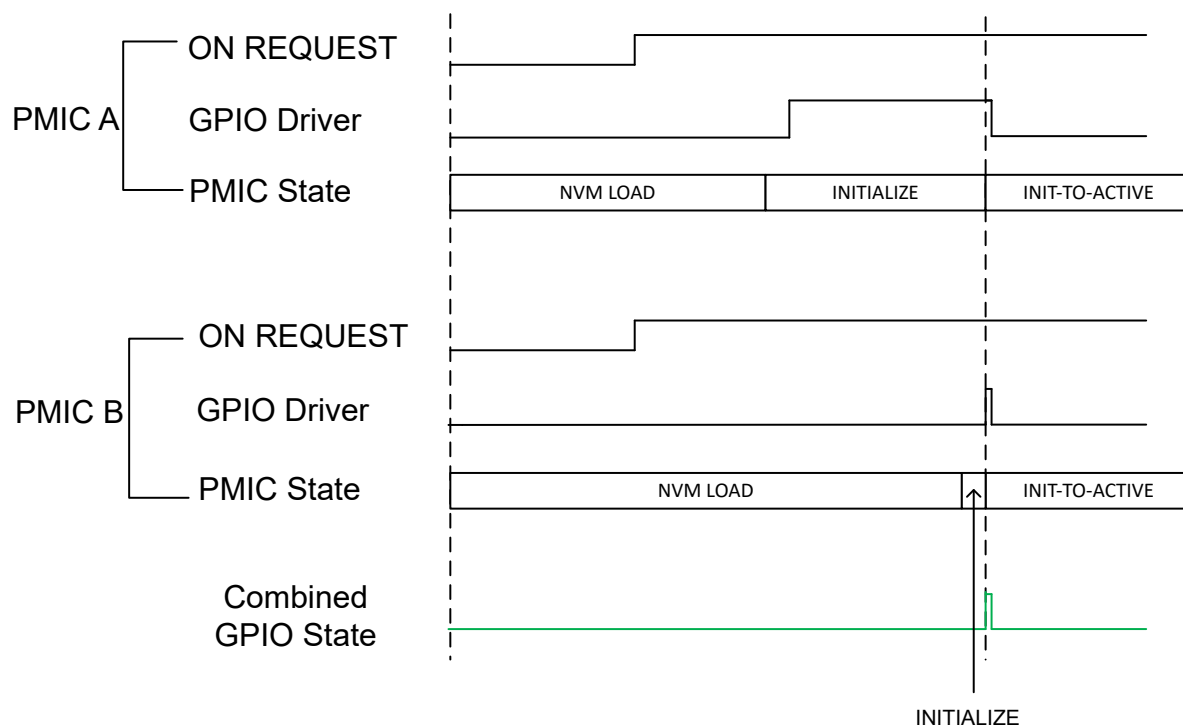 ON REQUEST
PMIC A
GPIO Driver
PMIC State
NVM LOAD
INITIALIZE
INIT-TO-ACTIVE
ON REQUEST
PMIC B
GPIO Driver
PMIC State
NVM LOAD
INIT-TO-ACTIVE
Combined
GPIO State
INITIALIZE